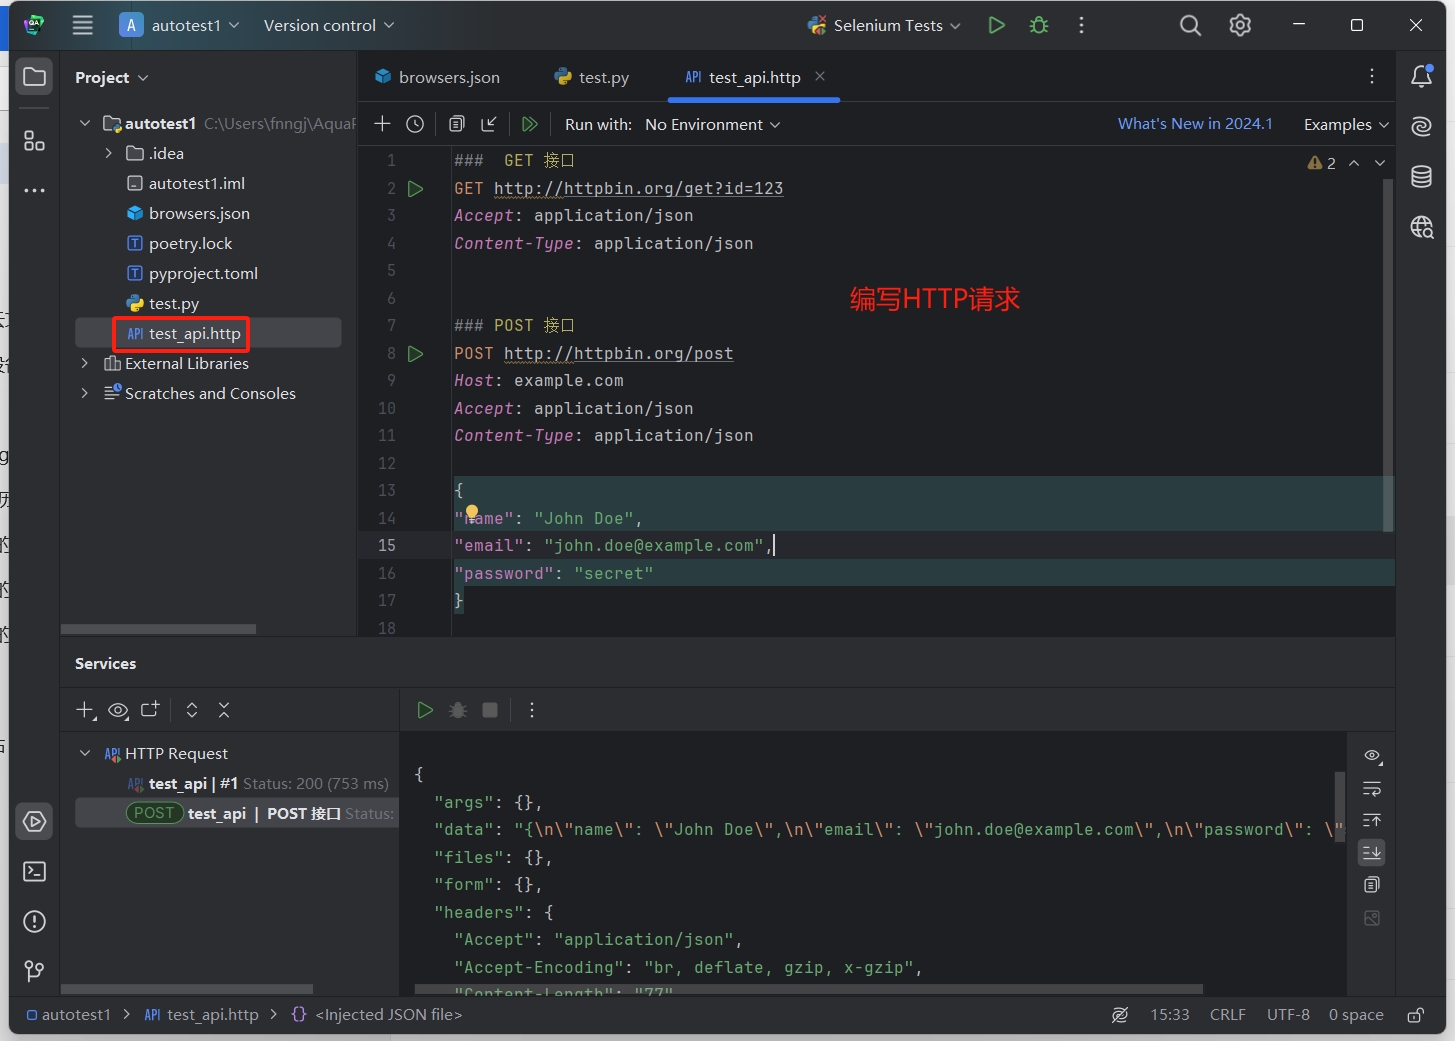 A autotest1 Version control Selenium Tests
Project
autotest1 C:\Users\fnngj\Aqua
.idea
autotest1.iml
browsers.json
poetry.lock
pyproject.toml
test.py
API test_api.http
External Libraries
Scratches and Consoles
browsers.json test.py API test_api.http
Run with: No Environment What's New in 2024.1 Examples
2
1 ### GET 接口
2 GET http://httpbin.org/get?id=123
3 Accept: application/json
4 Content-Type: application/json
5
6
编写HTTP请求
7 ### POST 接口
8 POST http://httpbin.org/post
9 Host: example.com
10 Accept: application/json
11 Content-Type: application/json
12
13 {
14 "name": "John Doe",
15 "email": "john.doe@example.com",
16 "password": "secret"
17 }
18
Services
API HTTP Request
API test_api | #1 Status: 200 (753 ms)
POST test_api | POST 接口 Status:
{
"args": {},
"data": "{\n\"name\": \"John Doe\",\n\"email\": \"john.doe@example.com\",\n\"password\": \"
"files": {},
"form": {},
"headers": {
"Accept": "application/json",
"Accept-Encoding": "br, deflate, gzip, x-gzip",
"Content-Length": "77"
autotest1 > API test_api.http > {} <Injected JSON file> 15:33 CRLF UTF-8 0 space